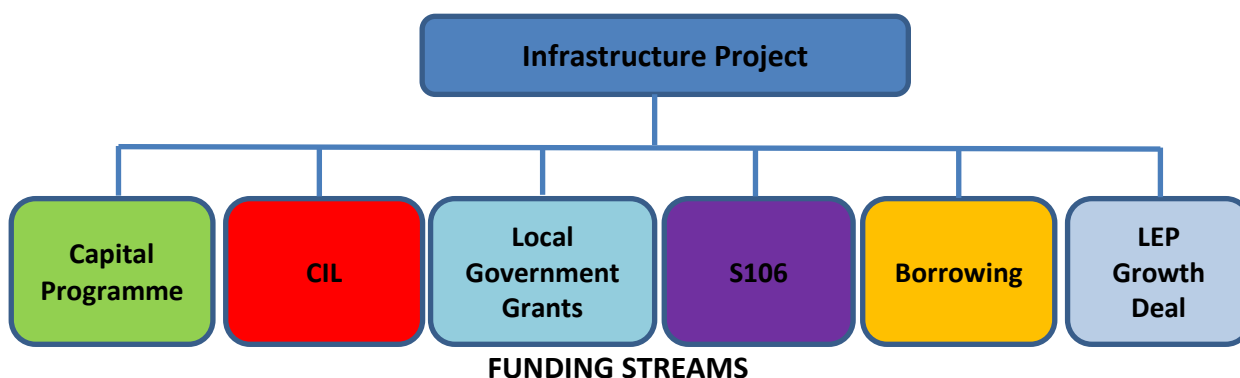 Infrastructure Project
Capital
Programme
CIL
Local
Government
Grants
S106
Borrowing
LEP
Growth
Deal
FUNDING STREAMS